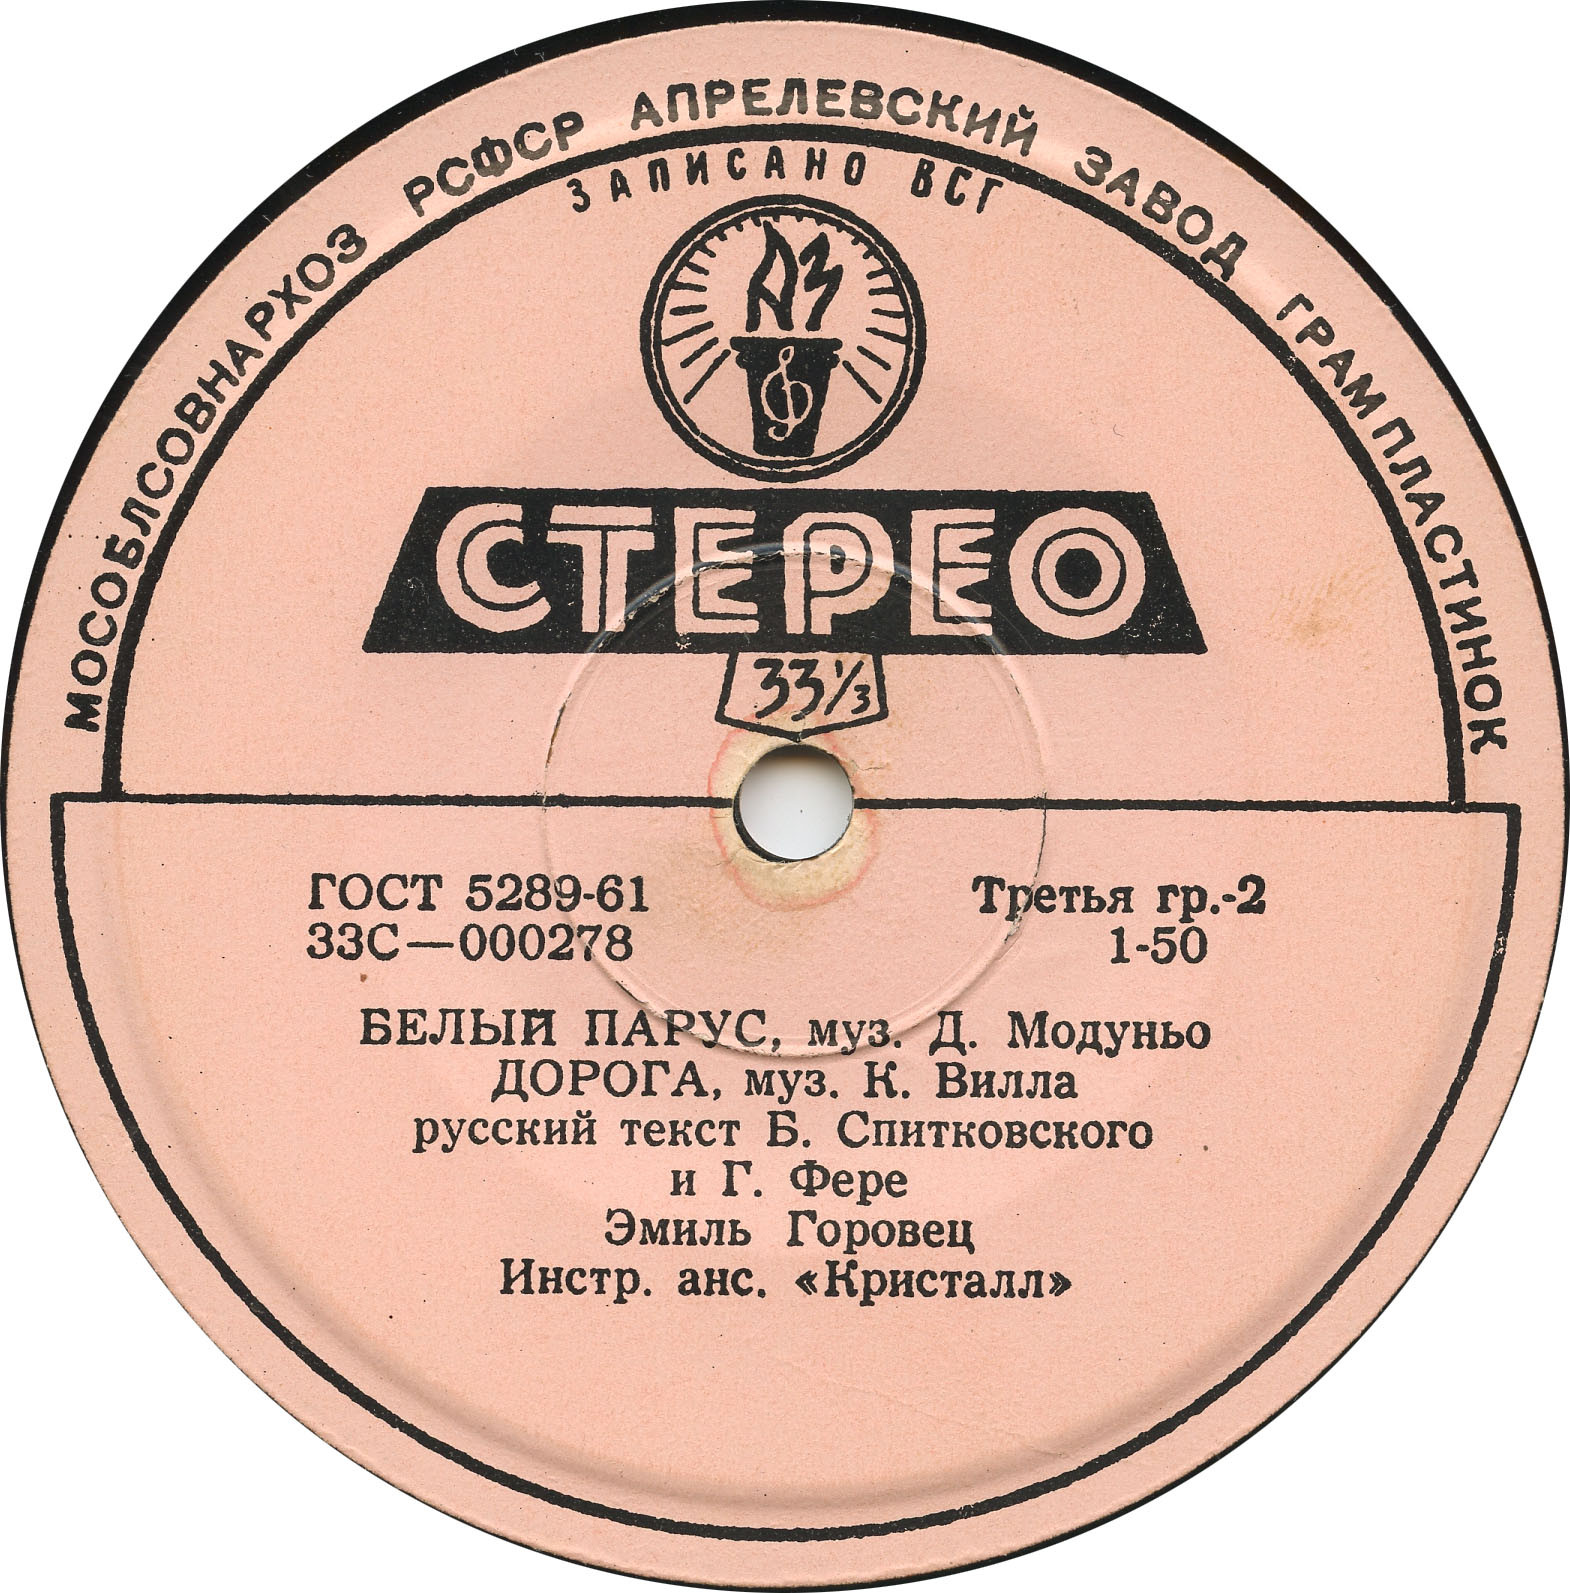 МОСОБЛСОВНАРХОЗ РСФСР АПРЕЛЕВСКИЙ ЗАВОД ГРАМПЛАСТИНОК
ЗАПИСАНО ВСГ
АЗ
СТЕРЕО
33⅓
ГОСТ 5289-61 Третья гр.-2
33С—000278 1-50
БЕЛЫЙ ПАРУС, муз. Д. Модуньо
ДОРОГА, муз. К. Вилла
русский текст Б. Спитковского
и Г. Фере
Эмиль Горовец
Инстр. анс. «Кристалл»